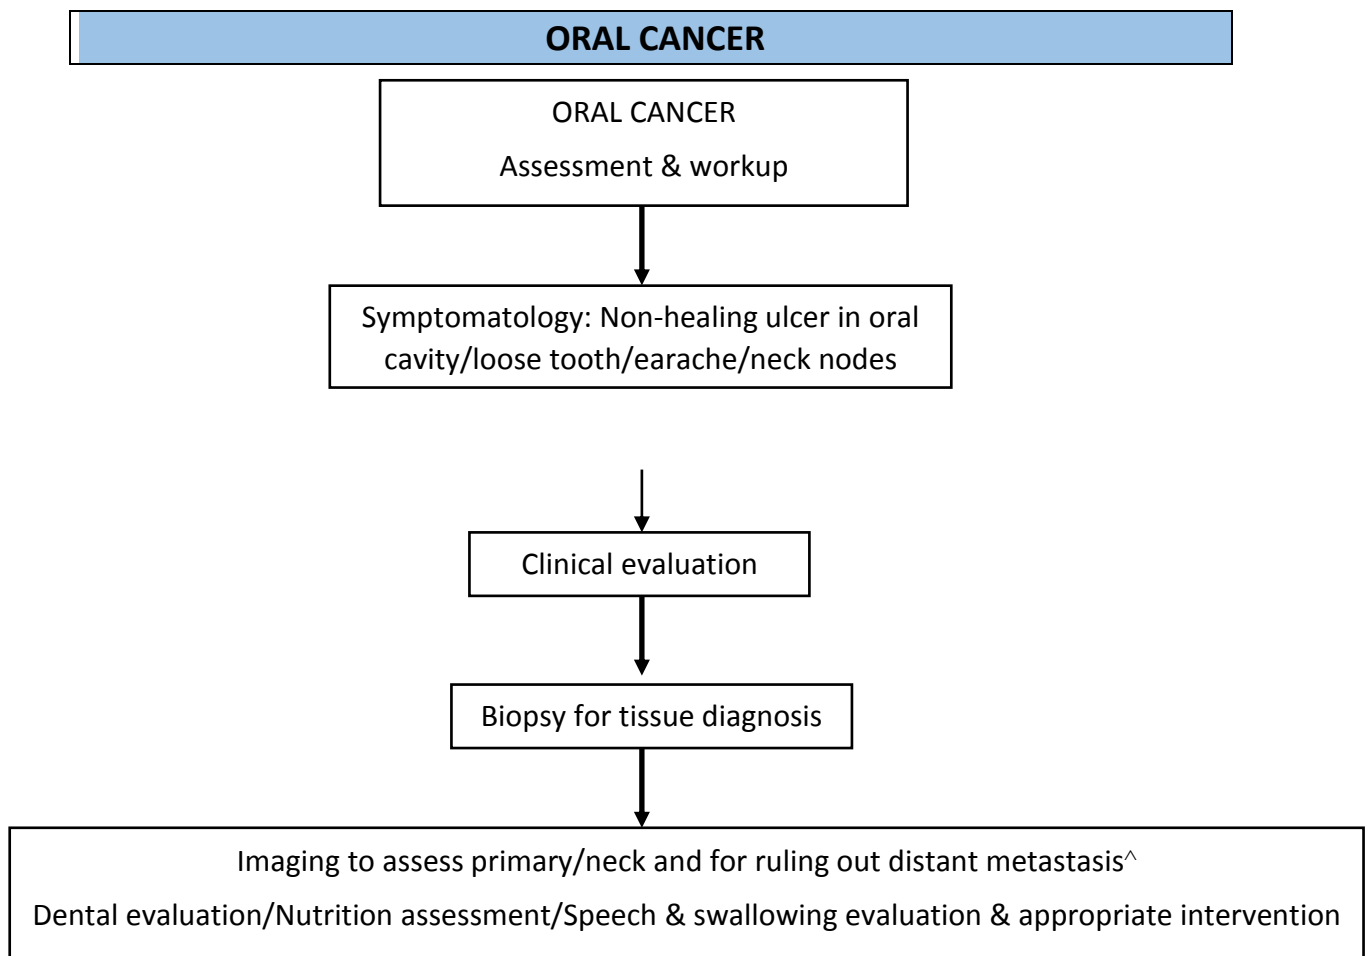 ORAL CANCER
ORAL CANCER
Assessment & workup
Symptomatology: Non-healing ulcer in oral
cavity/loose tooth/earache/neck nodes
Clinical evaluation
Biopsy for tissue diagnosis
Imaging to assess primary/neck and for ruling out distant metastasis^
Dental evaluation/Nutrition assessment/Speech & swallowing evaluation & appropriate intervention